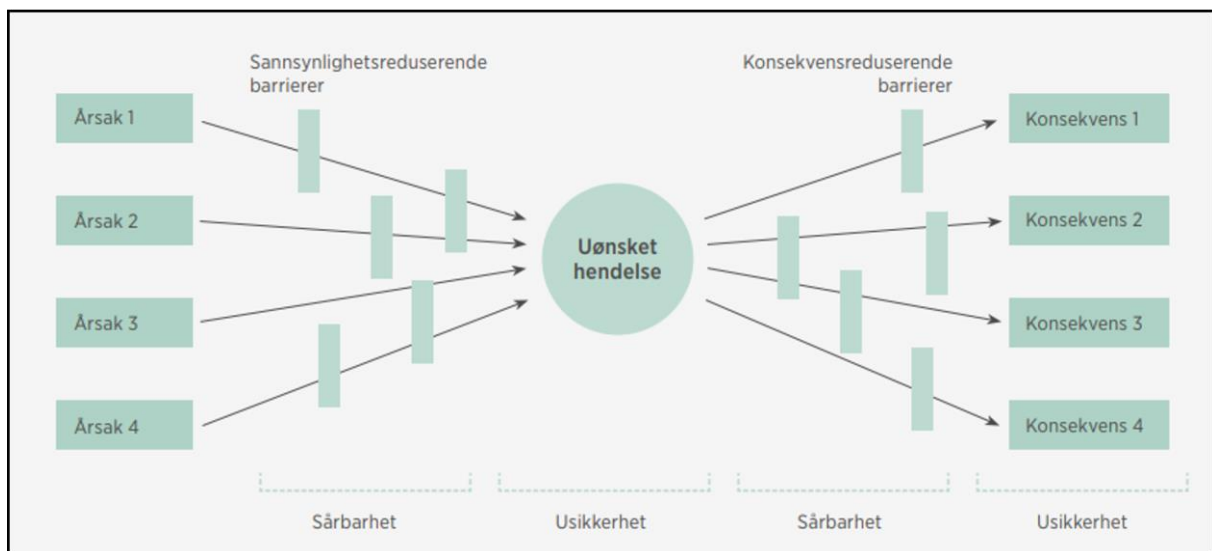 Sannsynlighetsreduserende
barrierer
Konsekvensreduserende
barrierer
Årsak 1
Årsak 2
Årsak 3
Årsak 4
Uønsket
hendelse
Konsekvens 1
Konsekvens 2
Konsekvens 3
Konsekvens 4
Sårbarhet
Usikkerhet
Sårbarhet
Usikkerhet